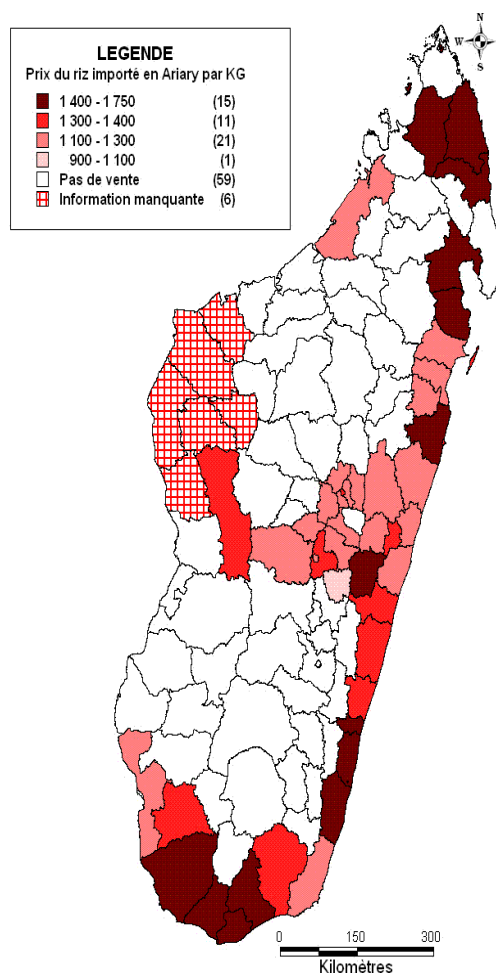 N
W
S
LEGENDE
Prix du riz importé en Ariary par KG
1 400 - 1 750 (15)
1 300 - 1 400 (11)
1 100 - 1 300 (21)
900 - 1 100 (1)
Pas de vente (59)
Information manquante (6)
0 150 300
Kilomètres